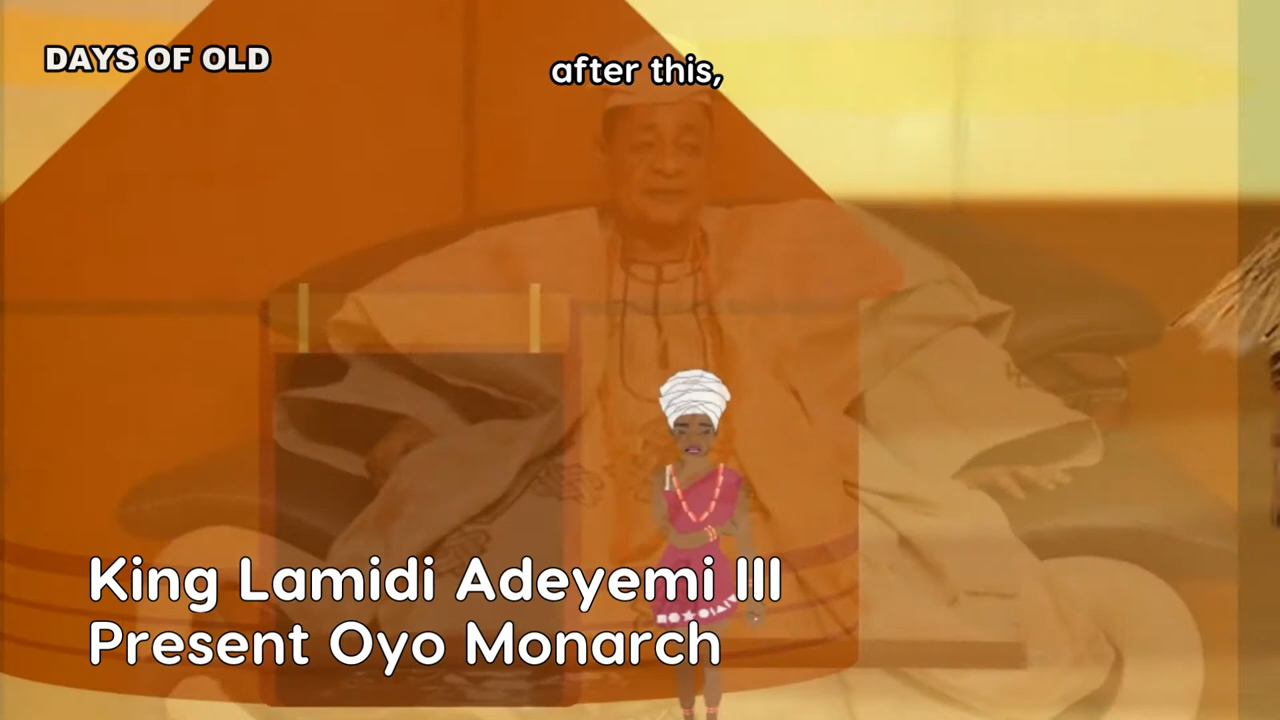 DAYS OF OLD
after this,
King Lamidi Adeyemi III
Present Oyo Monarch